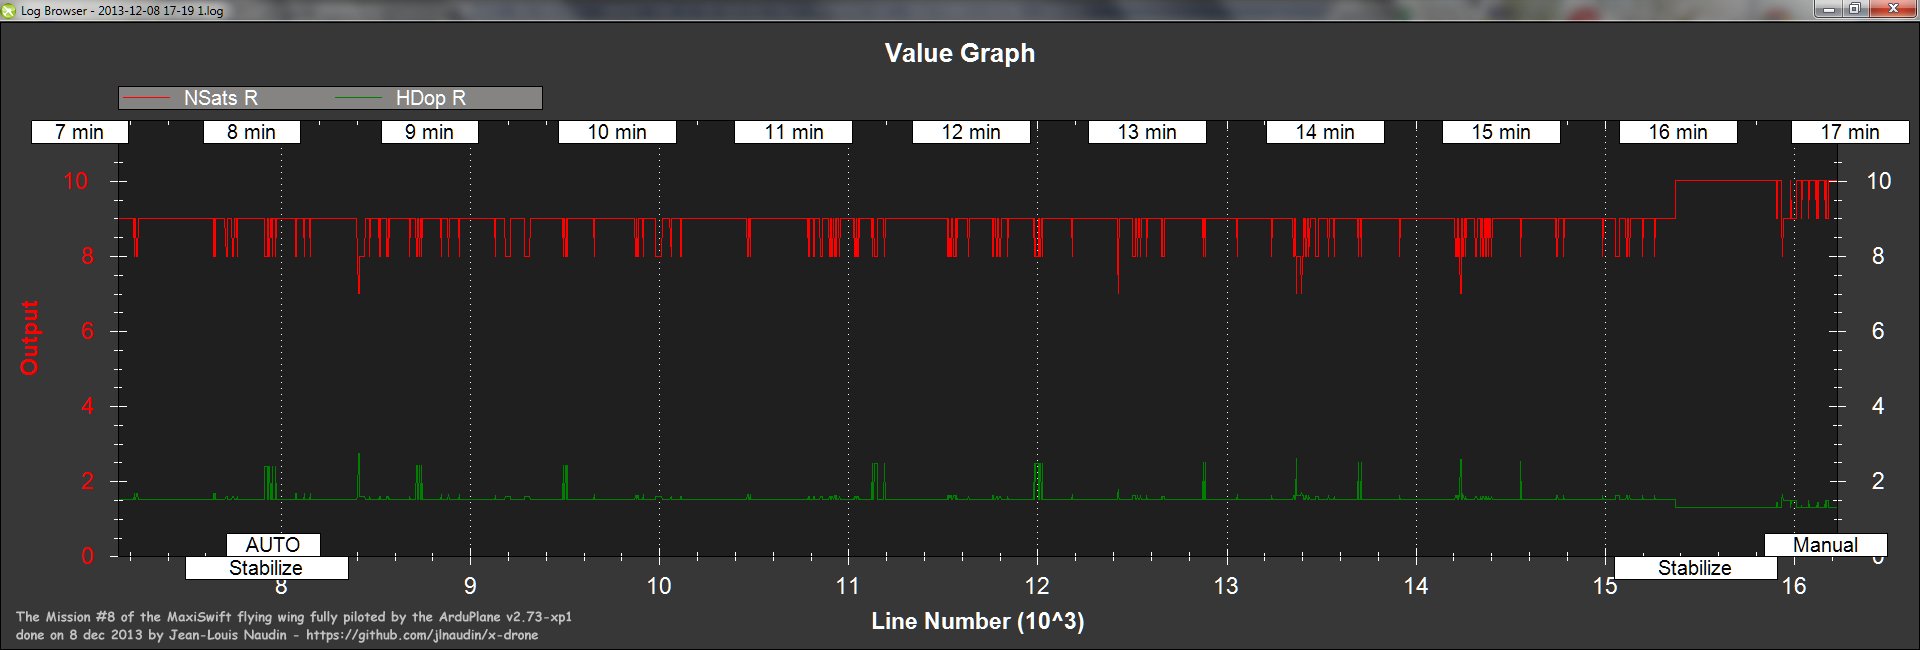 Log Browser - 2013-12-08 17-19 1.log
Value Graph
NSats R HDop R
7 min 8 min 9 min 10 min 11 min 12 min 13 min 14 min 15 min 16 min 17 min
10 10
8 8
6 6
4 4
2 2
0 0
Output
AUTO Manual
Stabilize Stabilize
8 9 10 11 12 13 14 15 16
Line Number (10^3)
The Mission #8 of the MaxiSwift flying wing fully piloted by the ArduPlane v2.73-xp1
done on 8 dec 2013 by Jean-Louis Naudin - https://github.com/jlnaudin/x-drone